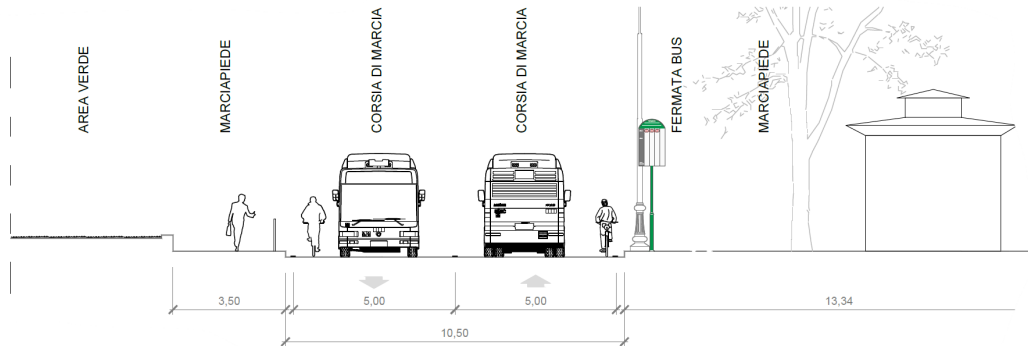 AREA VERDE
MARCIAPIEDE
CORSIA DI MARCIA
CORSIA DI MARCIA
FERMATA BUS
MARCIAPIEDE
3,50
5,00
5,00
13,34
10,50